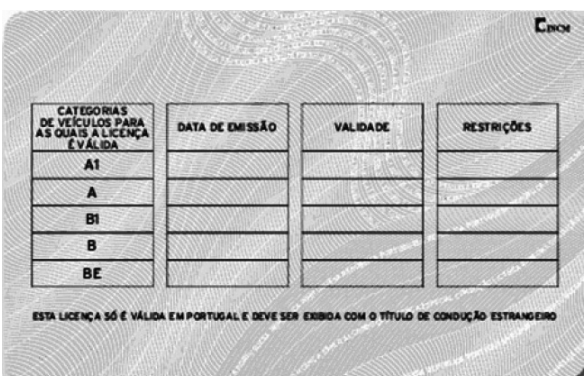 INCM
CATEGORIAS
DE VEÍCULOS PARA
AS QUAIS A LICENÇA
É VÁLIDA
DATA DE EMISSÃO
VALIDADE
RESTRIÇÕES
A1
A
B1
B
BE
ESTA LICENÇA SÓ É VÁLIDA EM PORTUGAL E DEVE SER EXIBIDA COM O TÍTULO DE CONDUÇÃO ESTRANGEIRO